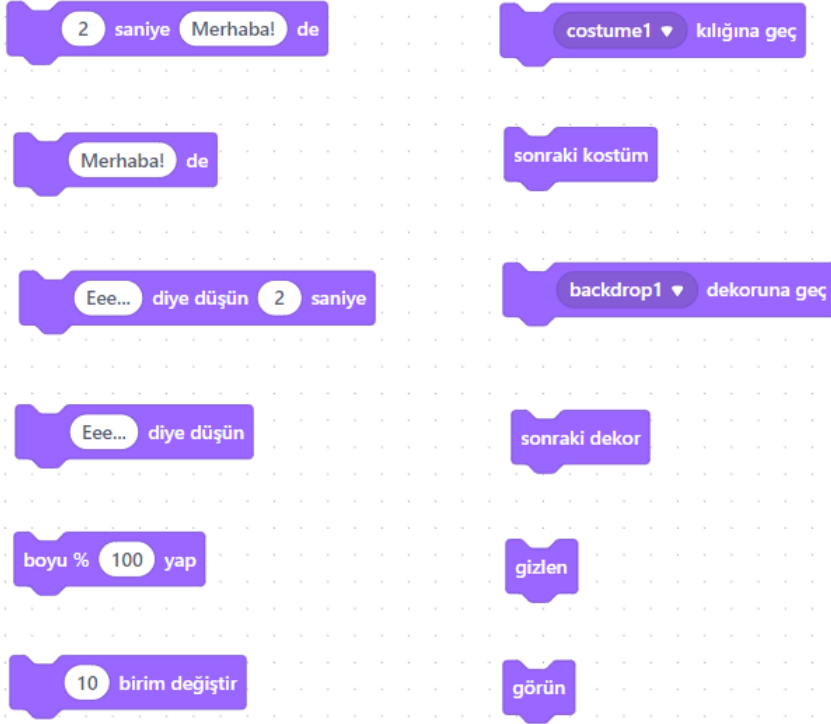 2 saniye Merhaba! de
costume1 kılığına geç
Merhaba! de
sonraki kostüm
Eee... diye düşün 2 saniye
backdrop1 dekoruna geç
Eee... diye düşün
sonraki dekor
boyu % 100 yap
gizlen
10 birim değiştir
görün